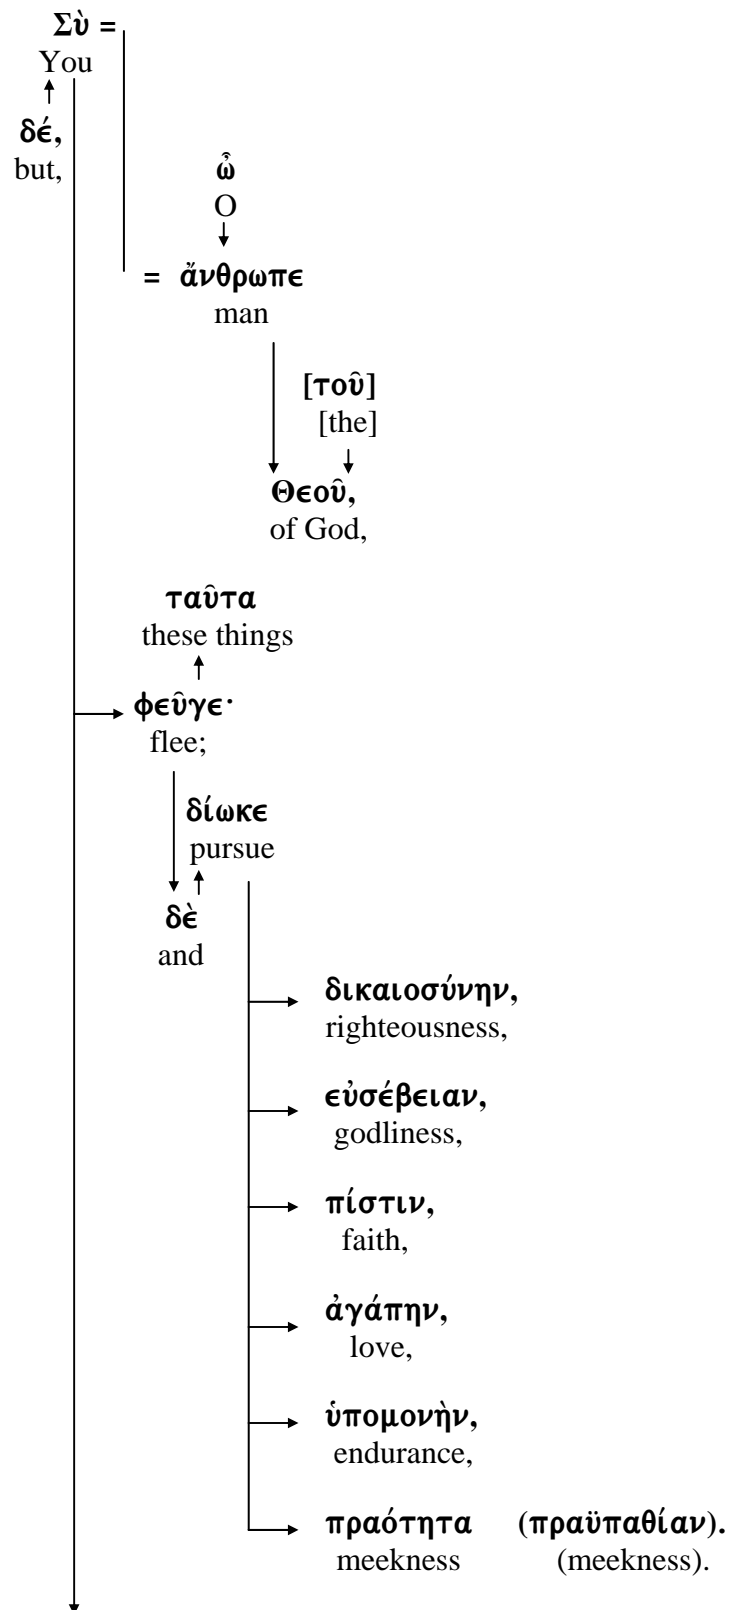 Σὺ =
You
δέ,
but,
ὦ
O
= ἄνθρωπε
man
[τοῦ]
[the]
Θεοῦ,
of God,
ταῦτα
these things
φεῦγε·
flee;
δίωκε
pursue
δὲ
and
δικαιοσύνην,
righteousness,
εὐσέβειαν,
godliness,
πίστιν,
faith,
ἀγάπην,
love,
ὑπομονὴν,
endurance,
πραότητα (πραϋπαθίαν).
meekness (meekness).